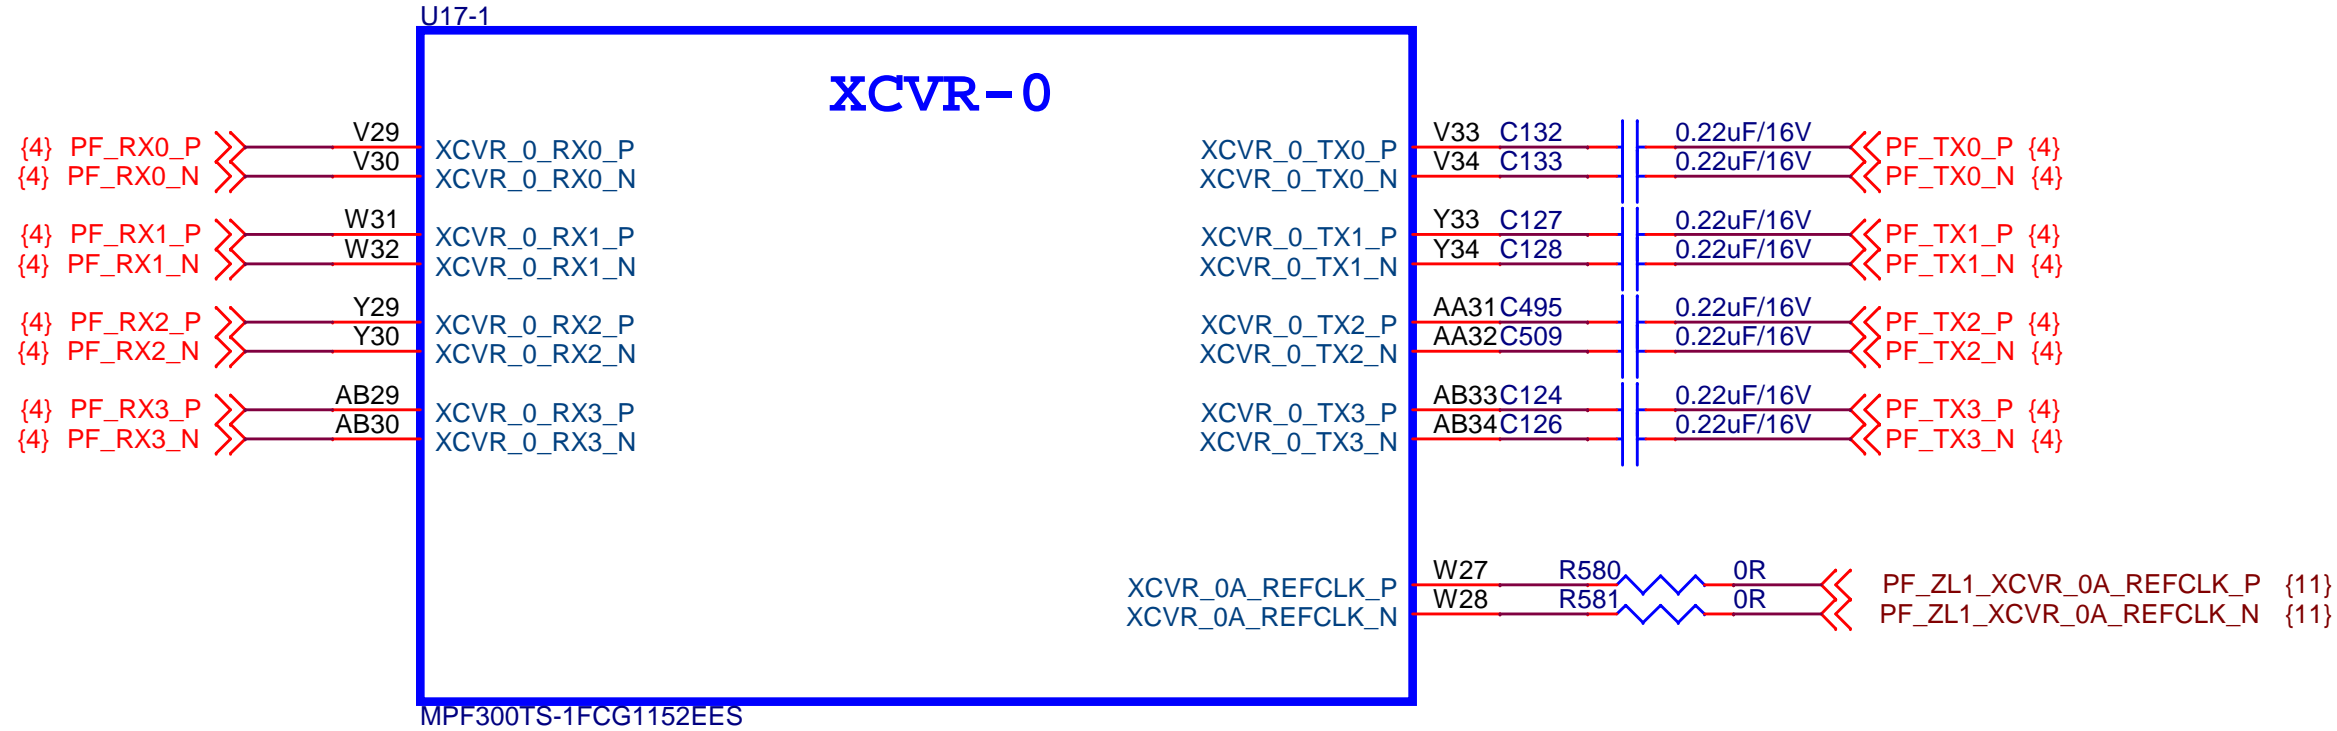 U17-1
XCVR-0
{4} PF_RX0_P V29 XCVR_0_RX0_P XCVR_0_TX0_P V33 C132 0.22uF/16V PF_TX0_P {4}
{4} PF_RX0_N V30 XCVR_0_RX0_N XCVR_0_TX0_N V34 C133 0.22uF/16V PF_TX0_N {4}
{4} PF_RX1_P W31 XCVR_0_RX1_P XCVR_0_TX1_P Y33 C127 0.22uF/16V PF_TX1_P {4}
{4} PF_RX1_N W32 XCVR_0_RX1_N XCVR_0_TX1_N Y34 C128 0.22uF/16V PF_TX1_N {4}
{4} PF_RX2_P Y29 XCVR_0_RX2_P XCVR_0_TX2_P AA31 C495 0.22uF/16V PF_TX2_P {4}
{4} PF_RX2_N Y30 XCVR_0_RX2_N XCVR_0_TX2_N AA32 C509 0.22uF/16V PF_TX2_N {4}
{4} PF_RX3_P AB29 XCVR_0_RX3_P XCVR_0_TX3_P AB33 C124 0.22uF/16V PF_TX3_P {4}
{4} PF_RX3_N AB30 XCVR_0_RX3_N XCVR_0_TX3_N AB34 C126 0.22uF/16V PF_TX3_N {4}
XCVR_0A_REFCLK_P W27 R580 0R PF_ZL1_XCVR_0A_REFCLK_P {11}
XCVR_0A_REFCLK_N W28 R581 0R PF_ZL1_XCVR_0A_REFCLK_N {11}
MPF300TS-1FCG1152EES